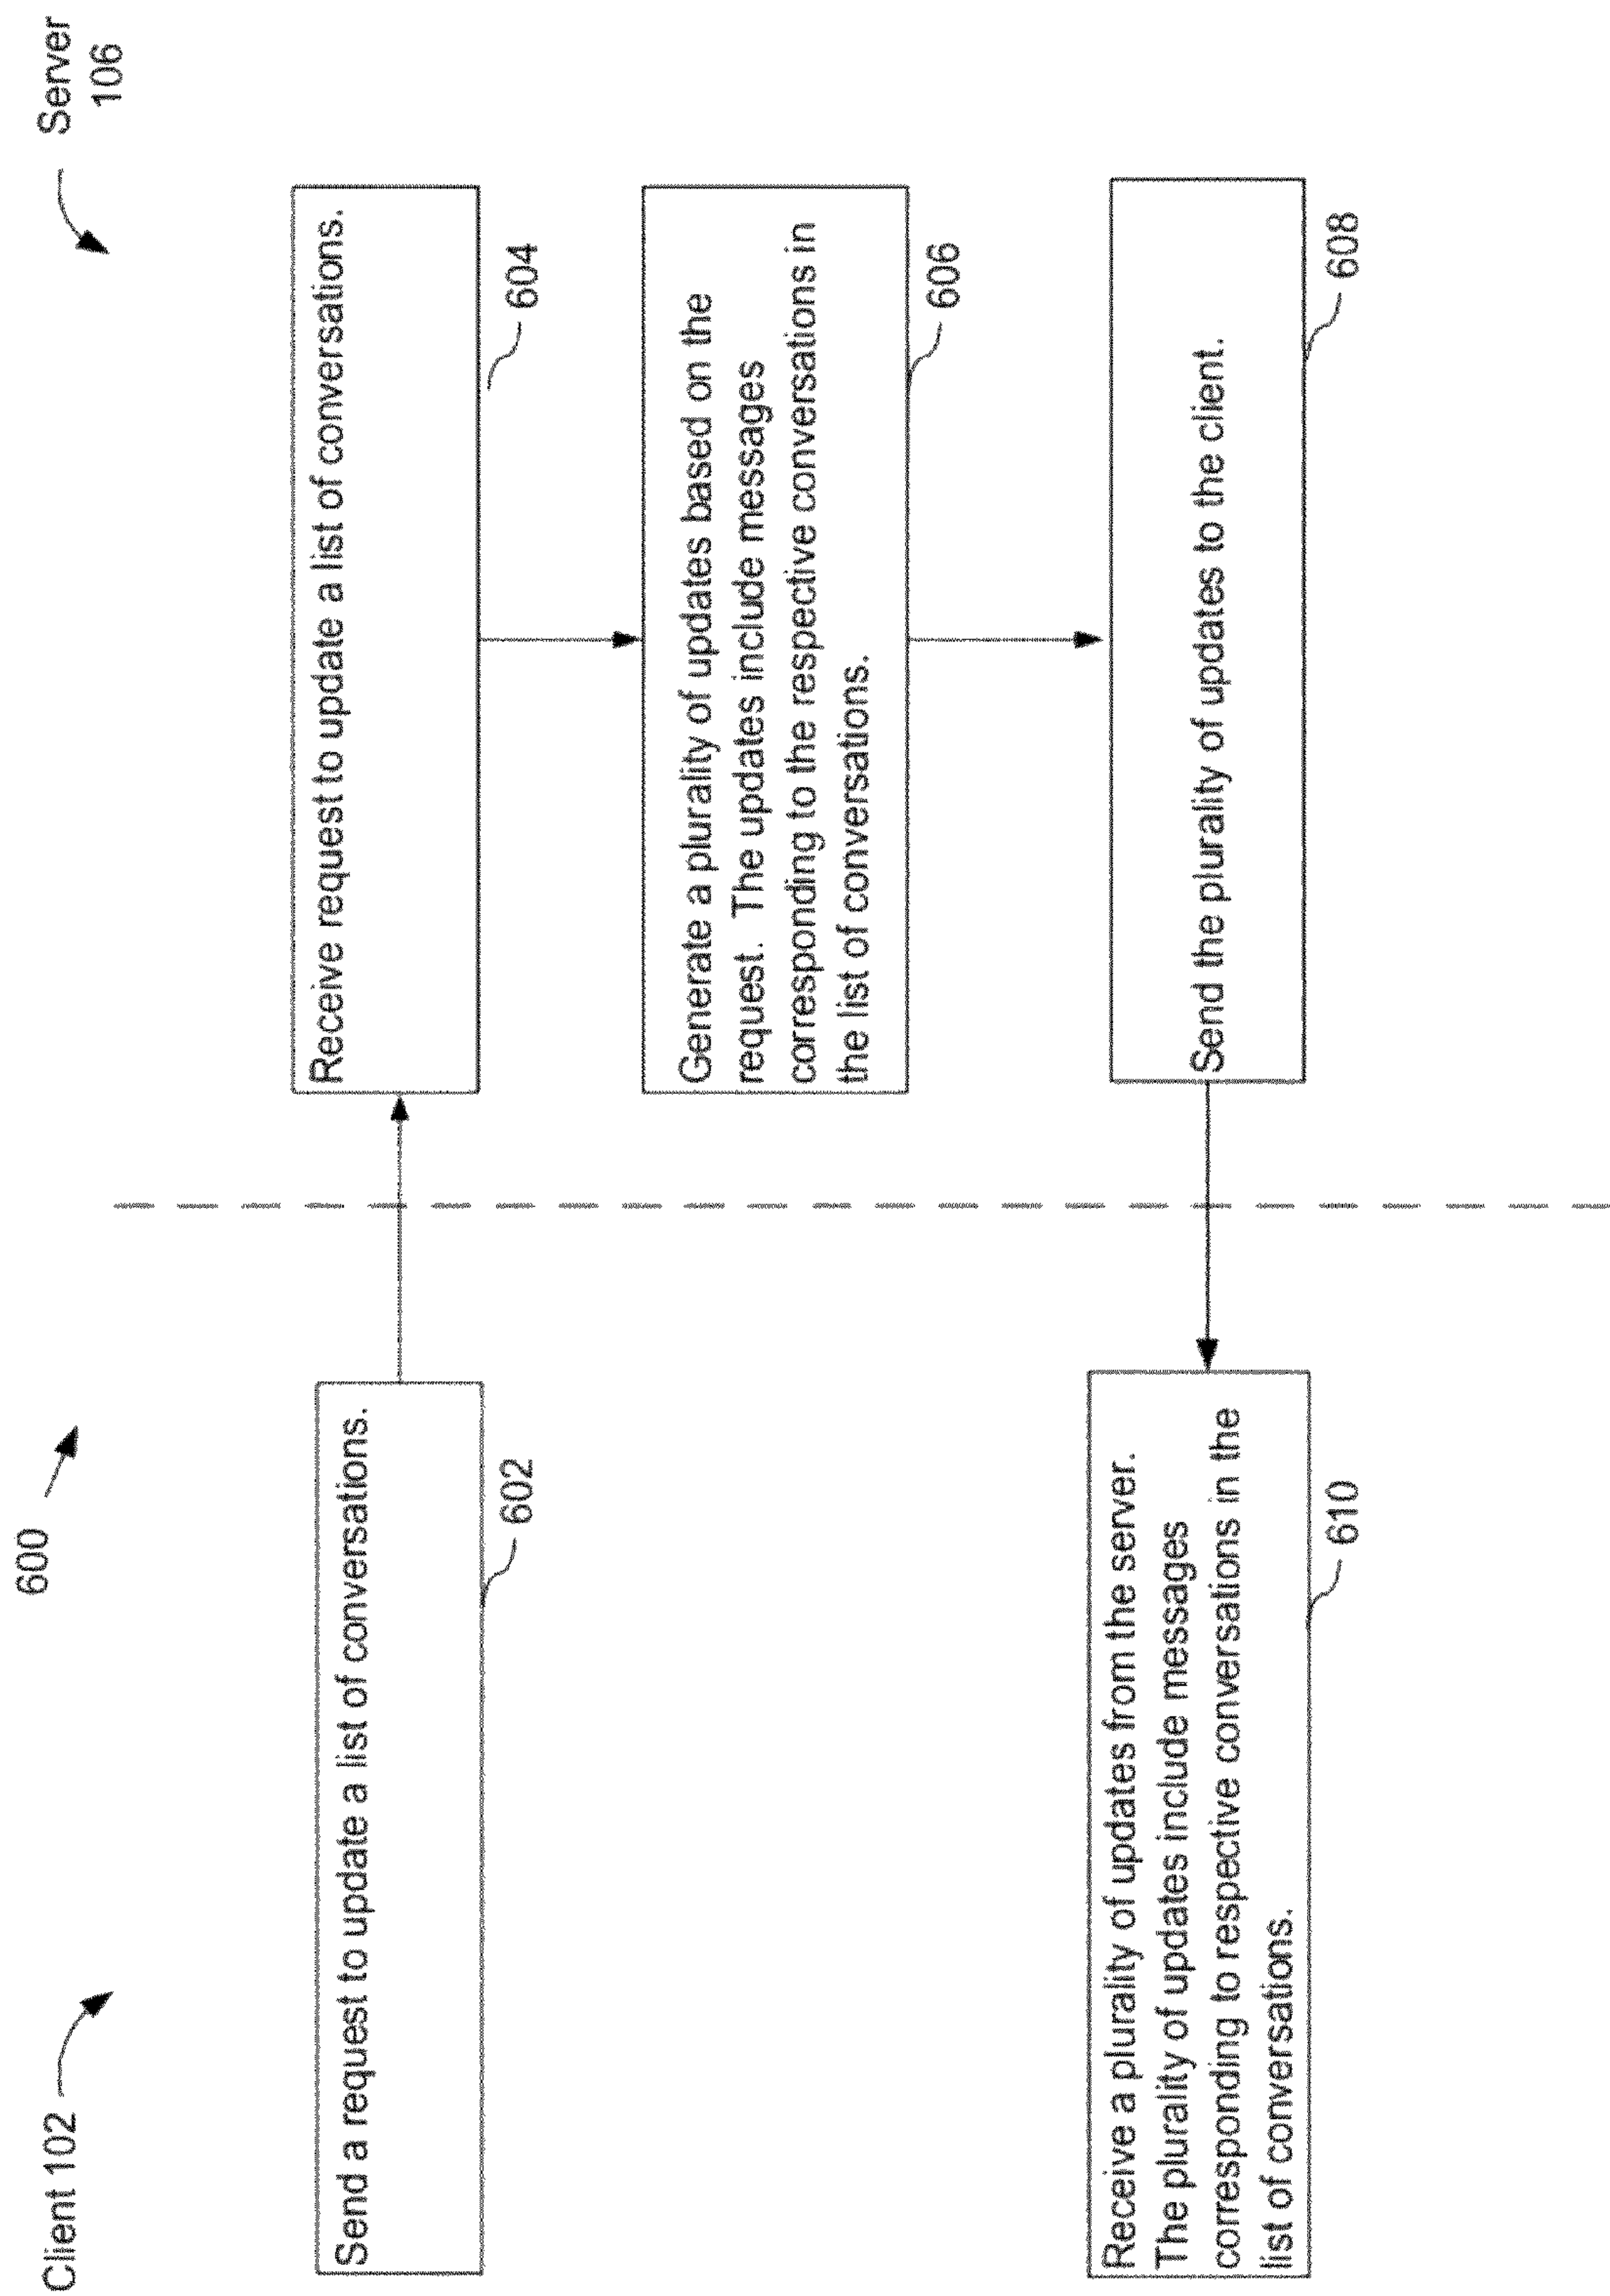 600
Client 102
Server
106
Send a request to update a list of conversations.
602
Receive request to update a list of conversations.
604
Generate a plurality of updates based on the
request. The updates include messages
corresponding to the respective conversations in
the list of conversations.
606
Send the plurality of updates to the client.
608
Receive a plurality of updates from the server.
The plurality of updates include messages
corresponding to respective conversations in the
list of conversations.
610